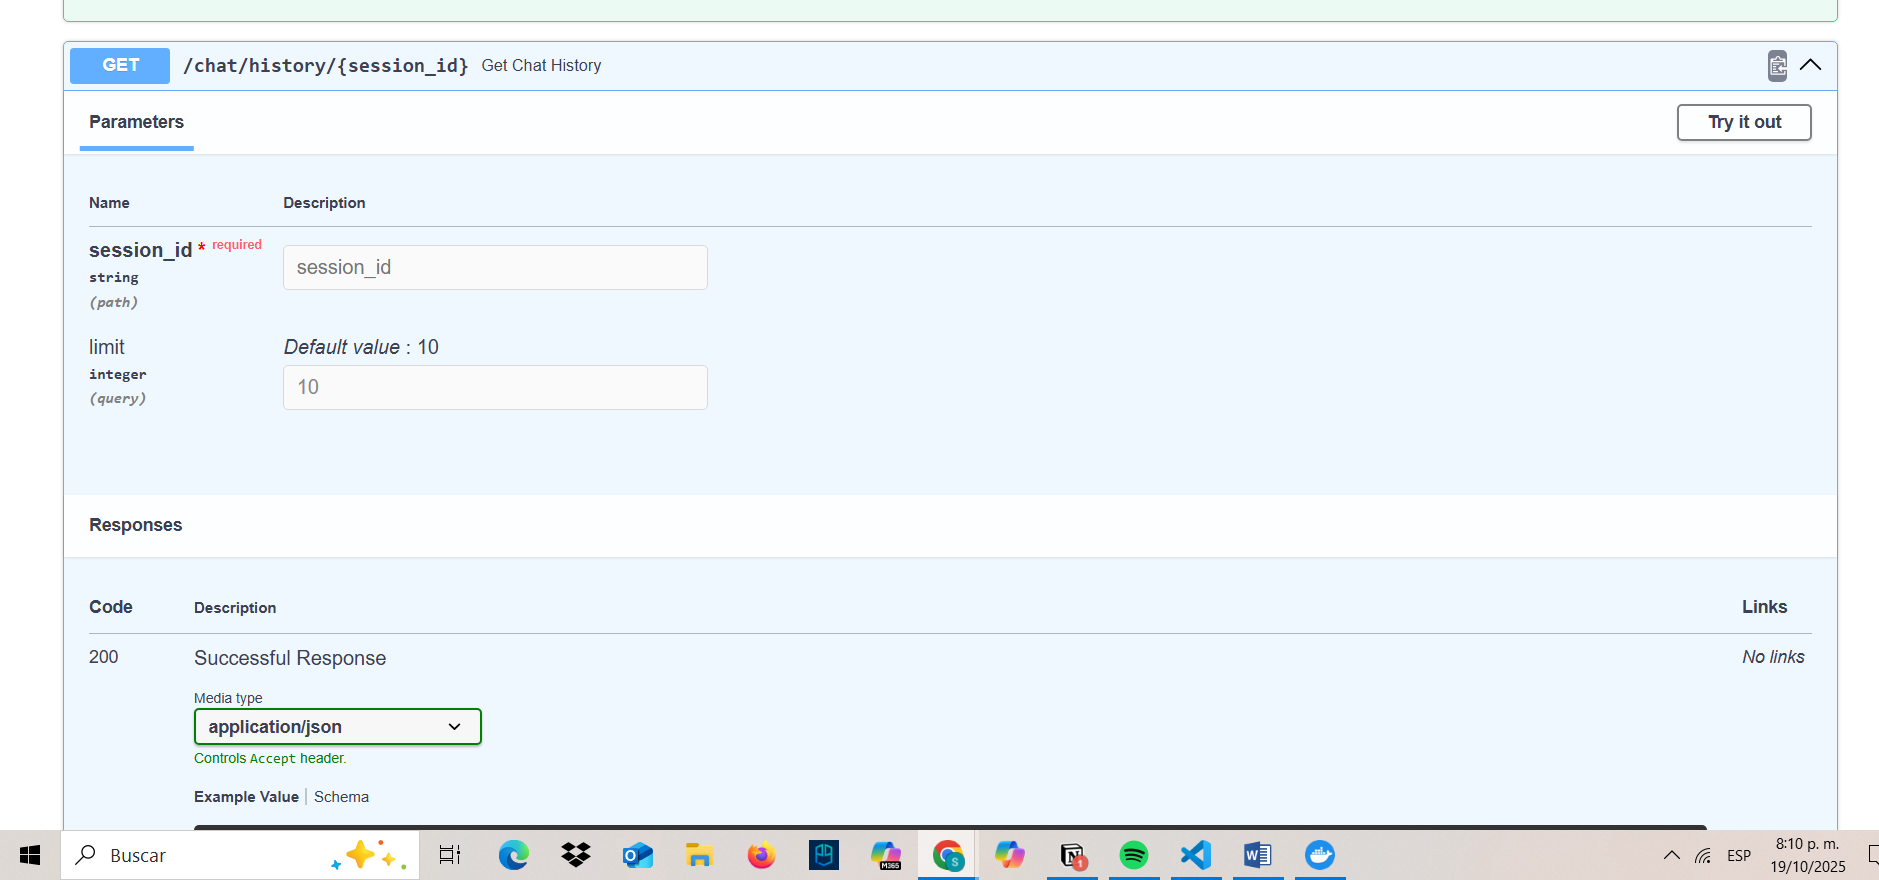 GET /chat/history/{session_id} Get Chat History
Parameters
Try it out
Name Description
session_id * required
string
(path)
session_id
limit
integer
(query)
Default value : 10
10
Responses
Code Description Links
200 Successful Response No links
Media type
application/json
Controls Accept header.
Example Value Schema
Buscar
M365
S
1
ESP
8:10 p. m.
19/10/2025